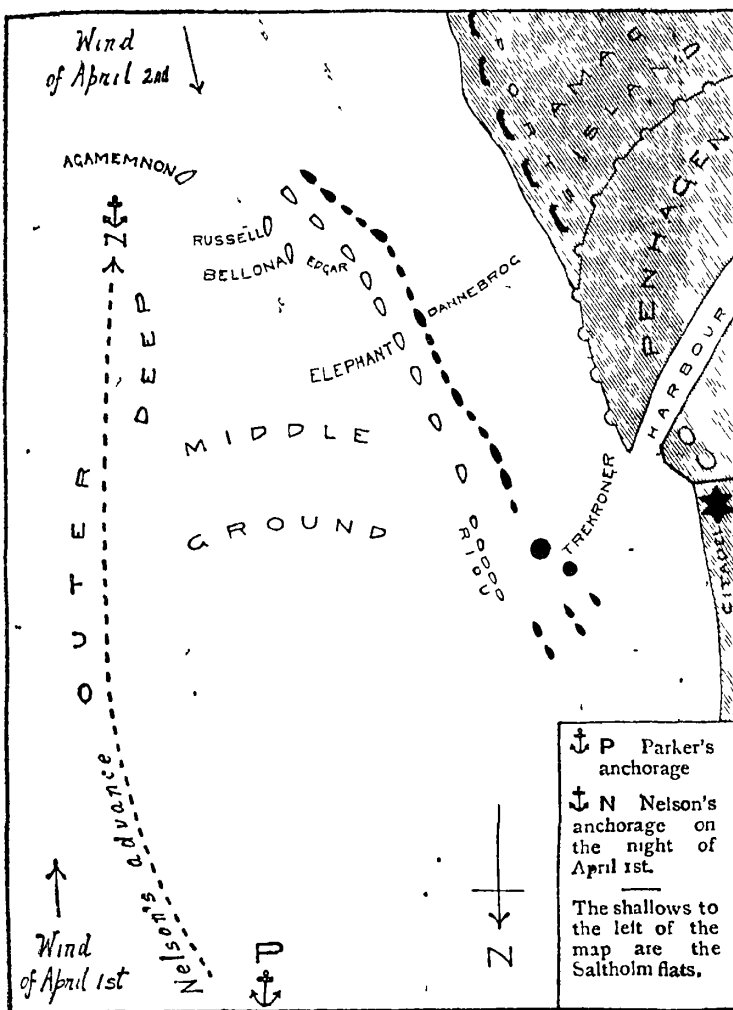 Wind
of April 2nd
AMAG
ISLAND
AGAMEMNON
N
RUSSELL
BELLONA
EDGAR
DANNEBROG
ELEPHANT
OUTER DEEP
MIDDLE
GROUND
RIOU
TREKRONER
COPENHAGEN
HARBOUR
CITADEL
Nelson's advance
Wind
of April 1st
P
N
P Parker's
anchorage
N Nelson's
anchorage on
the night of
April 1st.
The shallows to
the left of the
map are the
Saltholm flats.